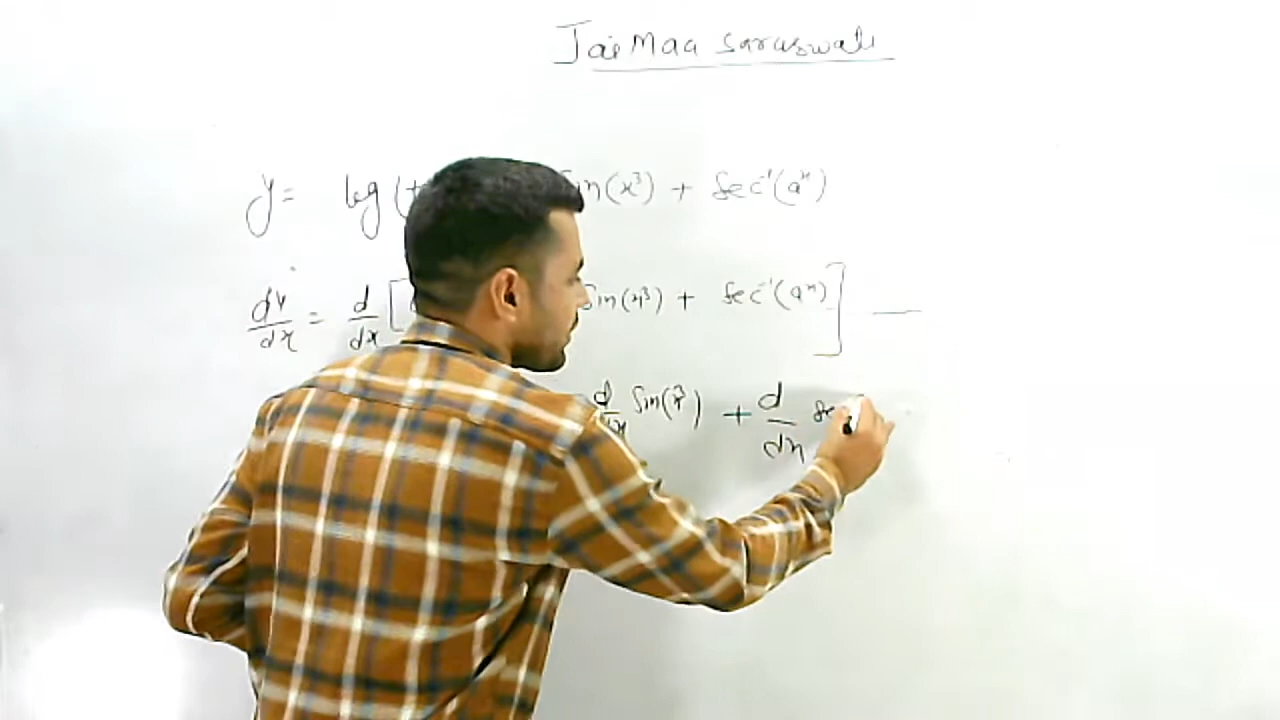 Jai Maa Saraswati
y = log(t sin(x³) + sec⁻¹(aˣ)
dy/dx = d/dx [ sin(x³) + sec⁻¹(aˣ) ]
d/dx sin(x³) + d/dx se